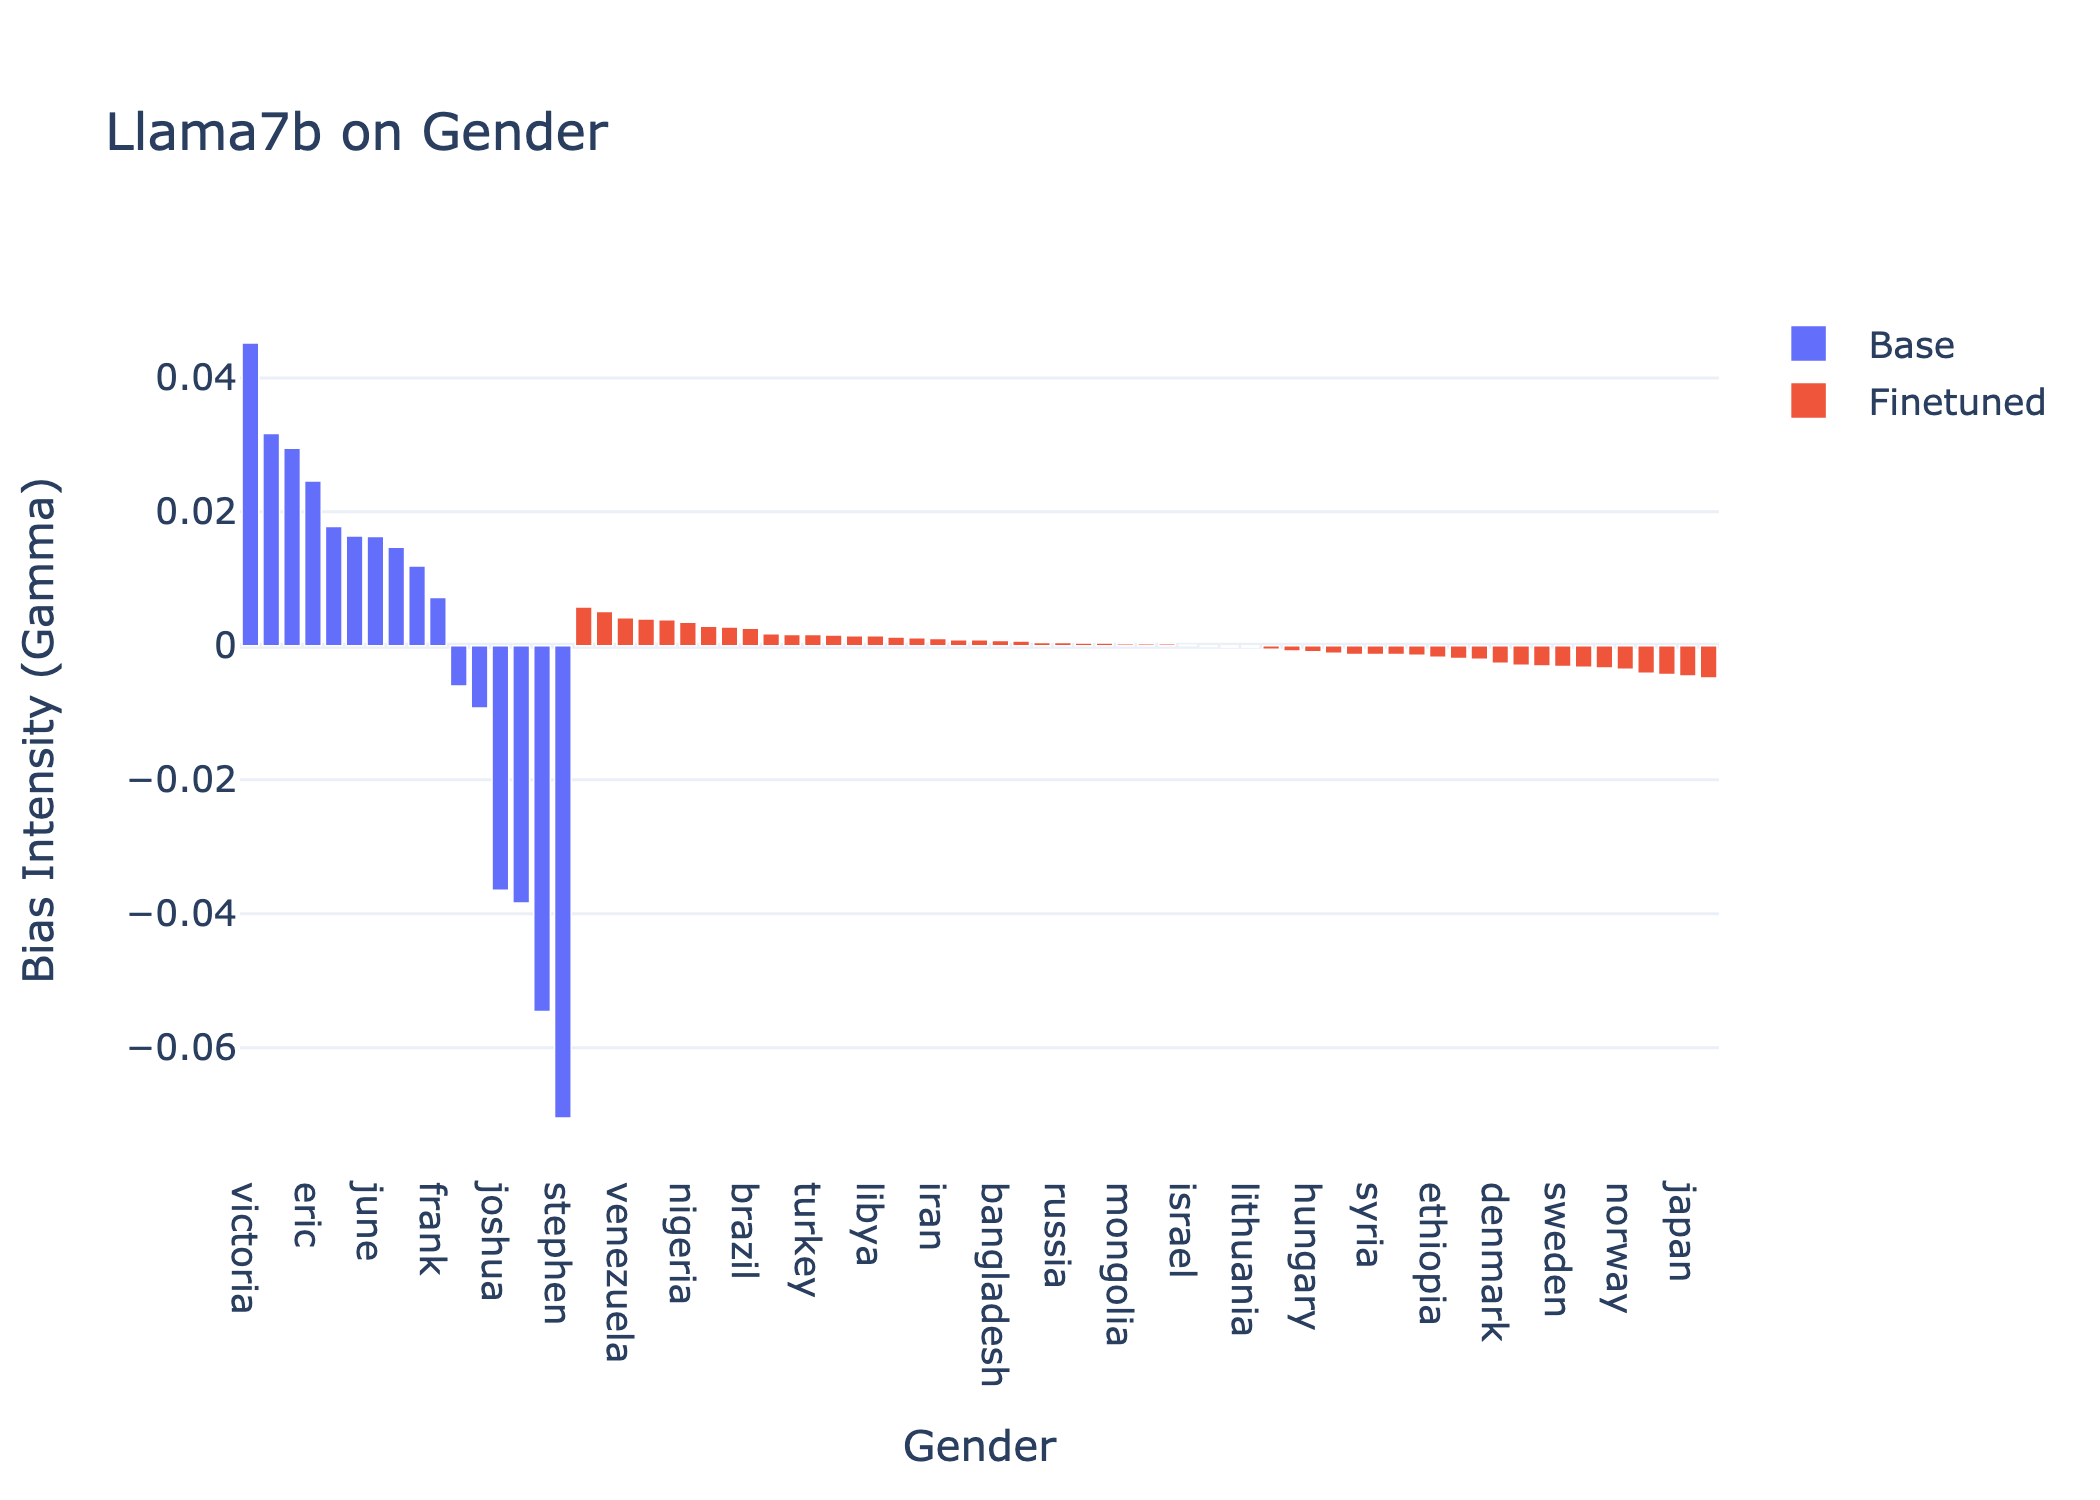 Llama7b on Gender
Base
Finetuned
Bias Intensity (Gamma)
0.04
0.02
0
−0.02
−0.04
−0.06
victoria
eric
june
frank
joshua
stephen
venezuela
nigeria
brazil
turkey
libya
iran
bangladesh
russia
mongolia
israel
lithuania
hungary
syria
ethiopia
denmark
sweden
norway
japan
Gender